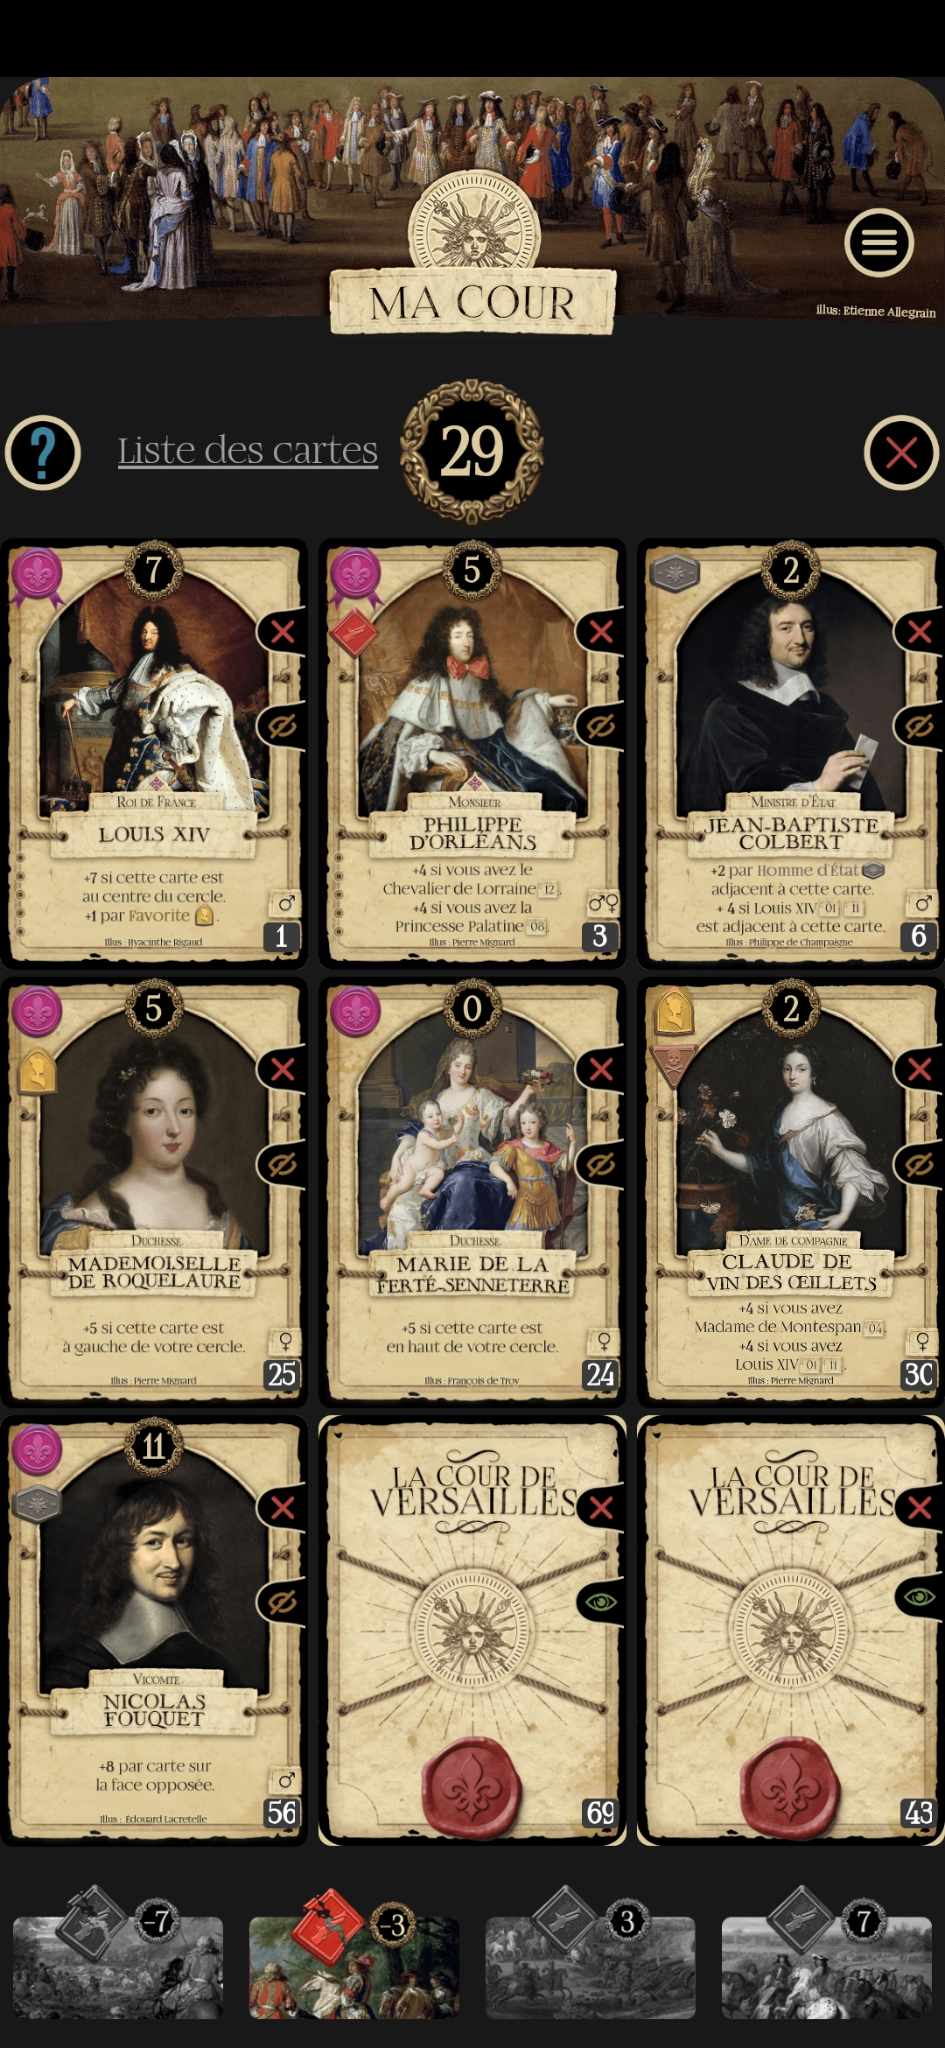 illus: Etienne Allegrain
MA COUR
?
Liste des cartes
29
7
ROI DE FRANCE
LOUIS XIV
+7 si cette carte est
au centre du cercle.
+1 par Favorite .
Illus : Hyacinthe Rigaud
1
5
MONSIEUR
PHILIPPE
D'ORLÉANS
+4 si vous avez le
Chevalier de Lorraine 12.
+4 si vous avez la
Princesse Palatine 08.
Illus : Pierre Mignard
3
2
MINISTRE D'ÉTAT
JEAN-BAPTISTE
COLBERT
+2 par Homme d'État
adjacent à cette carte.
+ 4 si Louis XIV 01 11
est adjacent à cette carte.
Illus : Philippe de Champaigne
6
5
DUCHESSE
MADEMOISELLE
DE ROQUELAURE
+5 si cette carte est
à gauche de votre cercle.
Illus : Pierre Mignard
25
0
DUCHESSE
MARIE DE LA
FERTÉ-SENNETERRE
+5 si cette carte est
en haut de votre cercle.
Illus : François de Troy
24
2
DAME DE COMPAGNIE
CLAUDE DE
VIN DES ŒILLETS
+4 si vous avez
Madame de Montespan 04.
+4 si vous avez
Louis XIV 01 11.
Illus : Pierre Mignard
30
11
VICOMTE
NICOLAS
FOUQUET
+8 par carte sur
la face opposée.
Illus : Édouard Lacretelle
56
LA COUR DE
VERSAILLES
69
LA COUR DE
VERSAILLES
43
-7
-3
3
7